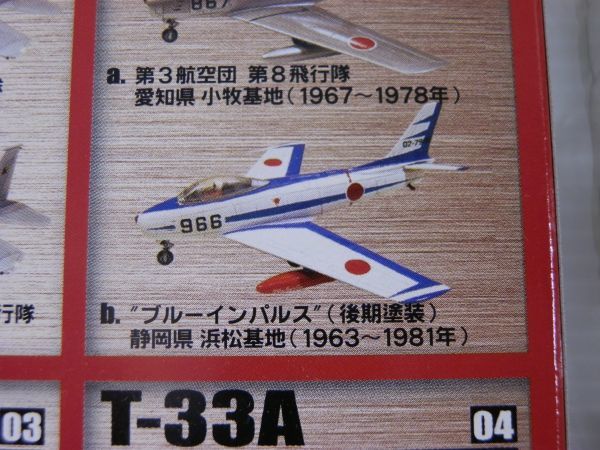 867
a. 第3航空団 第8飛行隊
愛知県 小牧基地(1967〜1978年)
966
b. "ブルーインパルス"(後期塗装)
静岡県 浜松基地(1963〜1981年)
行隊
03
T-33A
04